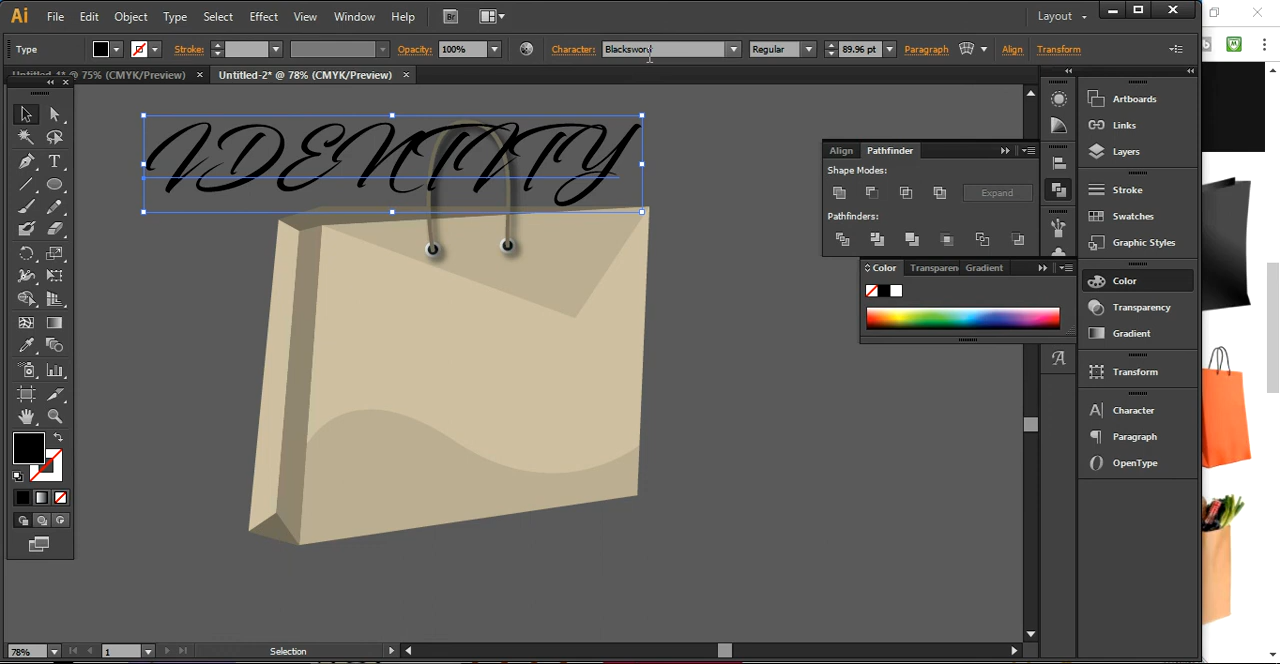 Ai File Edit Object Type Select Effect View Window Help Br Layout
Type Stroke: Opacity: 100% Character: Regular 89.96 pt Paragraph Align Transform
Untitled-1* @ 75% (CMYK/Preview) Untitled-2* @ 78% (CMYK/Preview)
IDENTITY
Align Pathfinder
Shape Modes:
Expand
Pathfinders:
Color Transparen Gradient
Artboards
Links
Layers
Stroke
Swatches
Graphic Styles
Color
Transparency
Gradient
Transform
Character
Paragraph
OpenType
78% 1 Selection